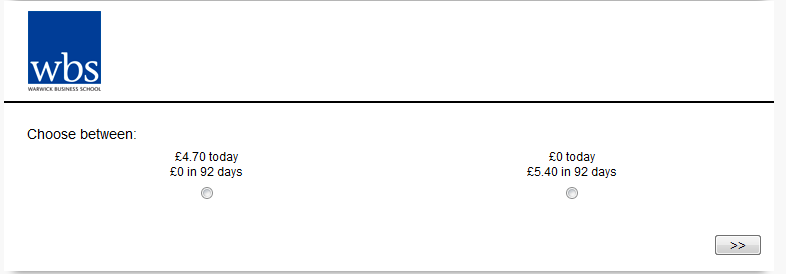 wbs
WARWICK BUSINESS SCHOOL
Choose between:
£4.70 today
£0 in 92 days
£0 today
£5.40 in 92 days
>>